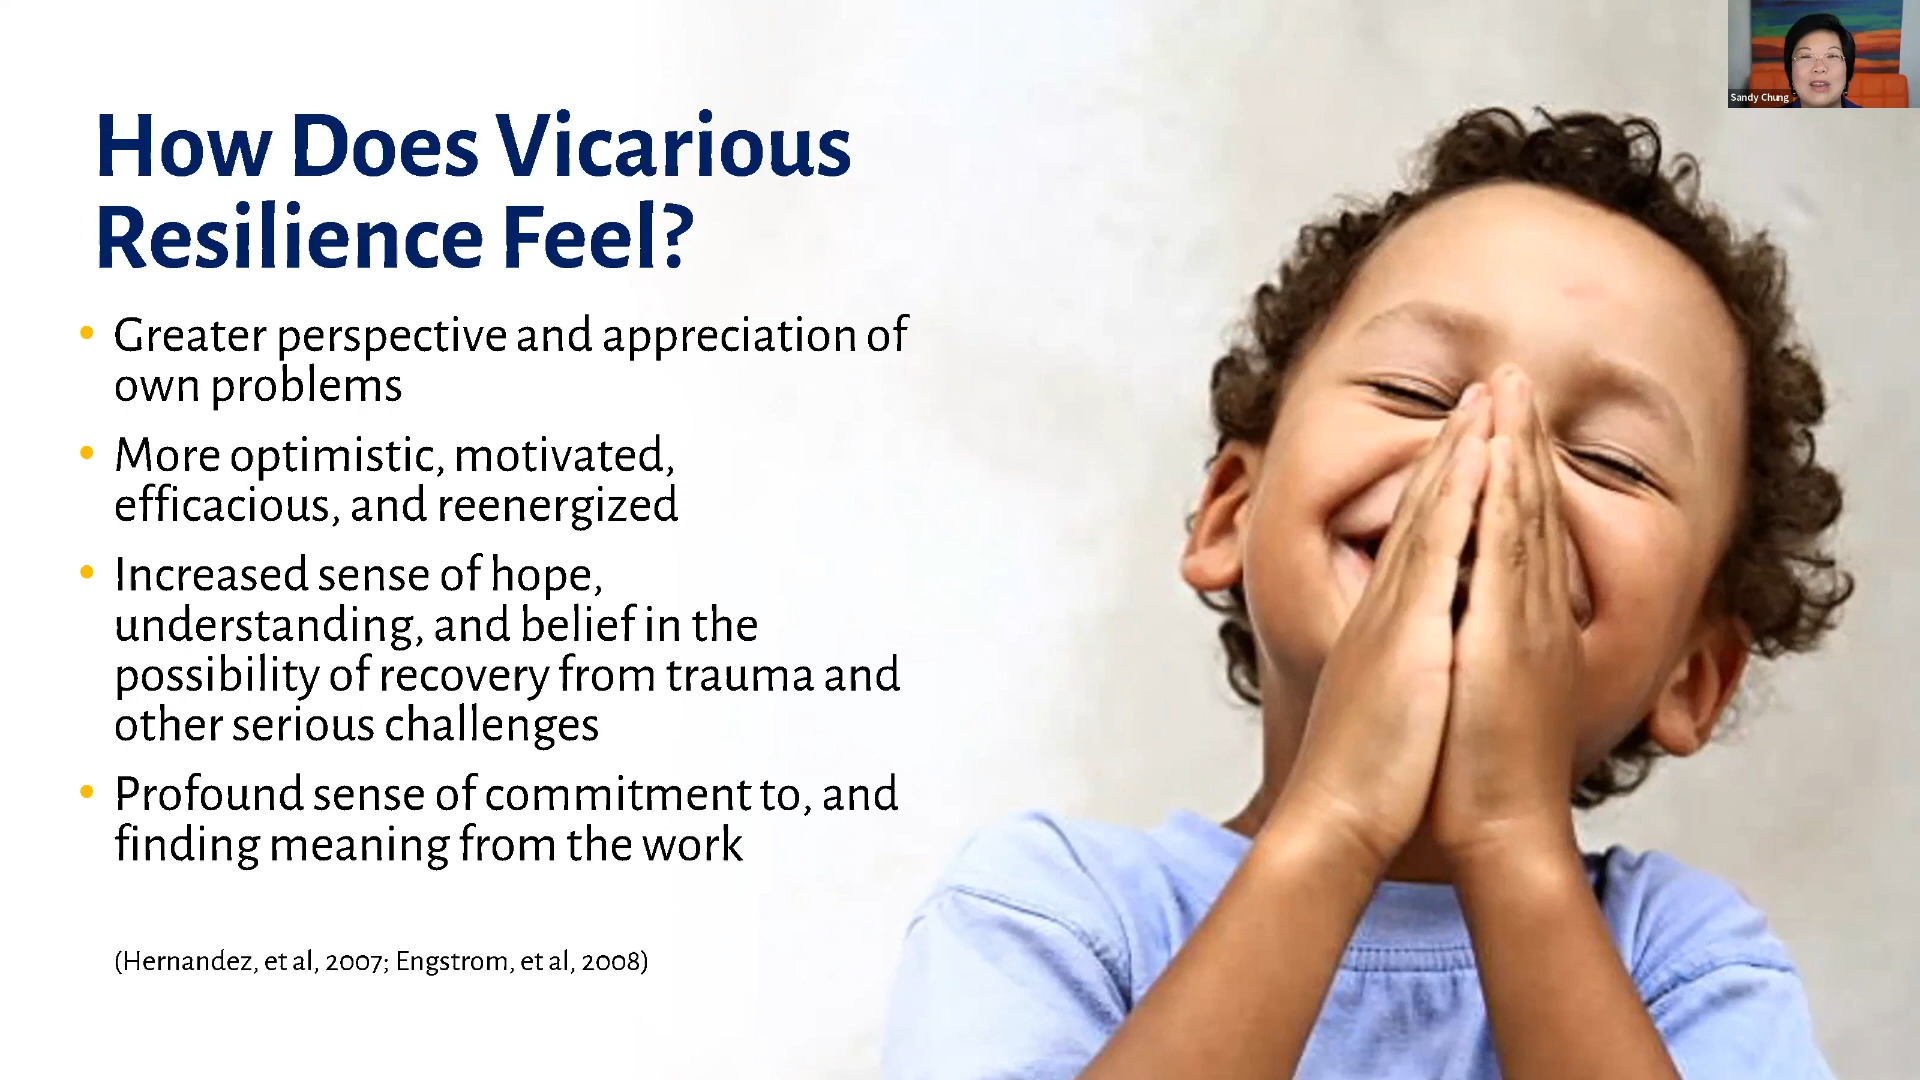 Sandy Chung
How Does Vicarious
Resilience Feel?
• Greater perspective and appreciation of
own problems
• More optimistic, motivated,
efficacious, and reenergized
• Increased sense of hope,
understanding, and belief in the
possibility of recovery from trauma and
other serious challenges
• Profound sense of commitment to, and
finding meaning from the work
(Hernandez, et al, 2007; Engstrom, et al, 2008)